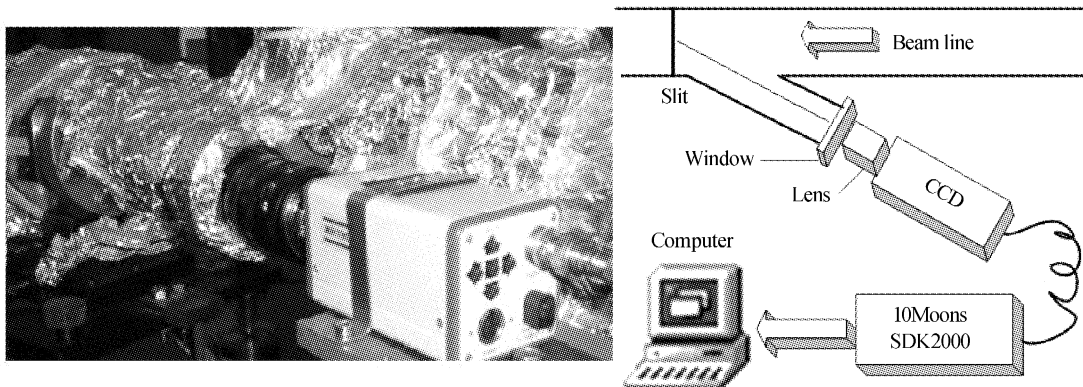 Beam line
Slit
Window
Lens
CCD
Computer
10Moons
SDK2000